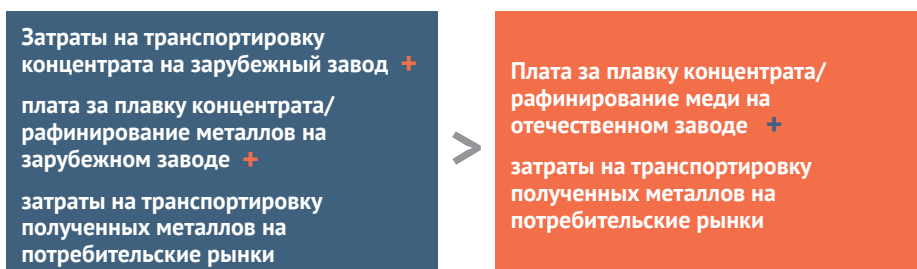 Затраты на транспортировку
концентрата на зарубежный завод +
плата за плавку концентрата/
рафинирование металлов на
зарубежном заводе +
затраты на транспортировку
полученных металлов на
потребительские рынки
>
Плата за плавку концентрата/
рафинирование меди на
отечественном заводе +
затраты на транспортировку
полученных металлов на
потребительские рынки